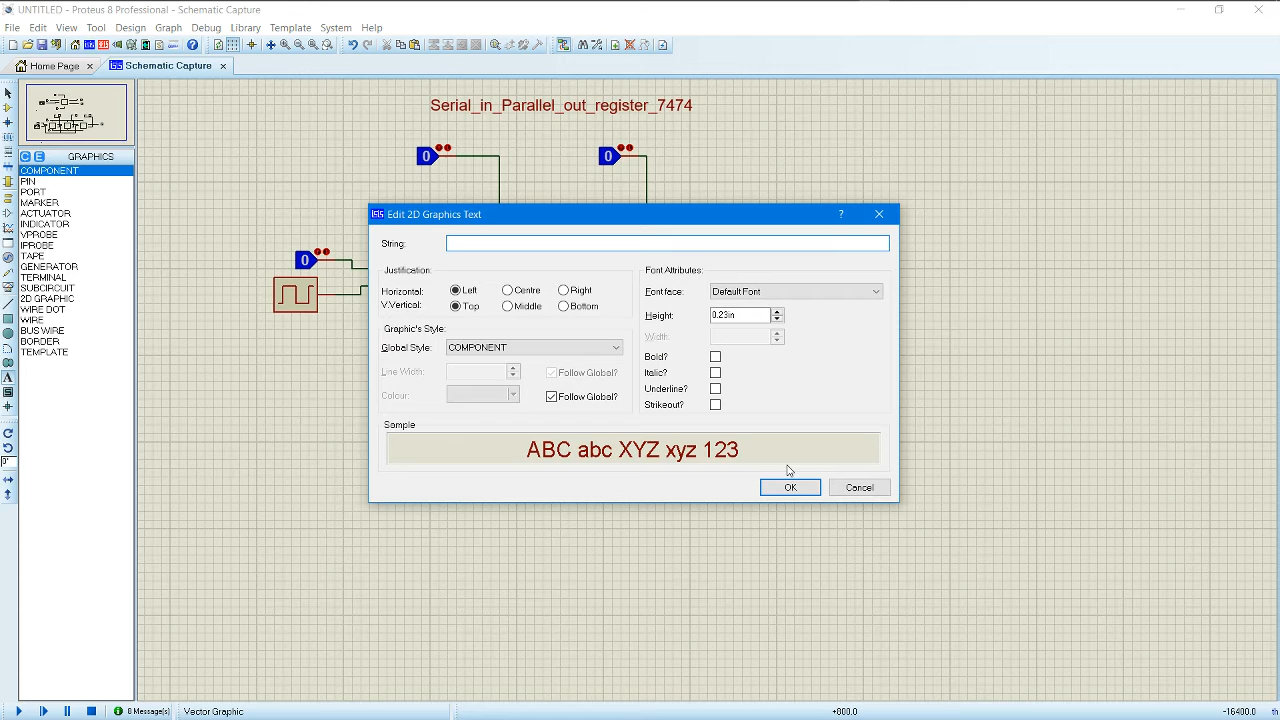 UNTITLED - Proteus 8 Professional - Schematic Capture
File Edit View Tool Design Graph Debug Library Template System Help
Home Page Schematic Capture
Serial_in_Parallel_out_register_7474
0 0
GRAPHICS
COMPONENT
PIN
PORT
MARKER
ACTUATOR
INDICATOR
VPROBE
IPROBE
TAPE
GENERATOR
TERMINAL
SUBCIRCUIT
2D GRAPHIC
WIRE DOT
WIRE
BUS WIRE
BORDER
TEMPLATE
0
Edit 2D Graphics Text ?
String:
Justification:
Horizontal: Left Centre Right
V.Vertical: Top Middle Bottom
Graphic's Style:
Global Style: COMPONENT
Line Width: Follow Global?
Colour: Follow Global?
Font Attributes:
Font face: Default Font
Height: 0.23in
Width:
Bold?
Italic?
Underline?
Strikeout?
Sample
ABC abc XYZ xyz 123
OK Cancel
8 Message(s) Vector Graphic +800.0 -16400.0 th